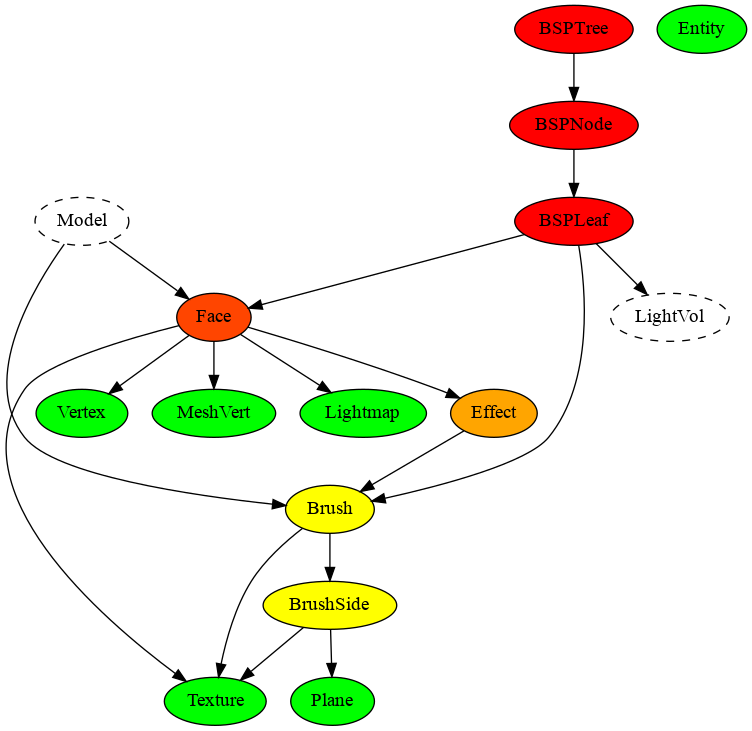 BSPTree
Entity
BSPNode
Model
BSPLeaf
Face
LightVol
Vertex
MeshVert
Lightmap
Effect
Brush
BrushSide
Texture
Plane